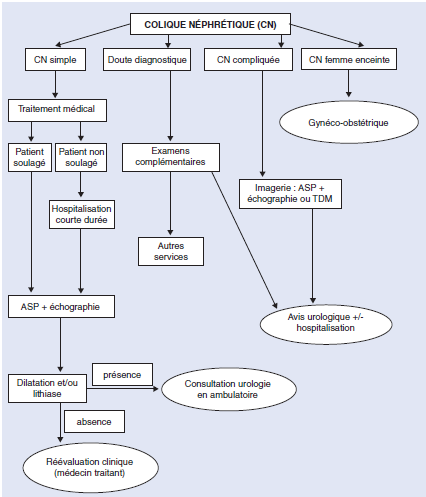 COLIQUE NÉPHRÉTIQUE (CN)
CN simple
Doute diagnostique
CN compliquée
CN femme enceinte
Traitement médical
Gynéco-obstétrique
Patient
soulagé
Patient non
soulagé
Examens
complémentaires
Imagerie : ASP +
échographie ou TDM
Hospitalisation
courte durée
Autres
services
ASP + échographie
Avis urologique +/-
hospitalisation
Dilatation et/ou
lithiase
présence
Consultation urologie
en ambulatoire
absence
Réévaluation clinique
(médecin traitant)